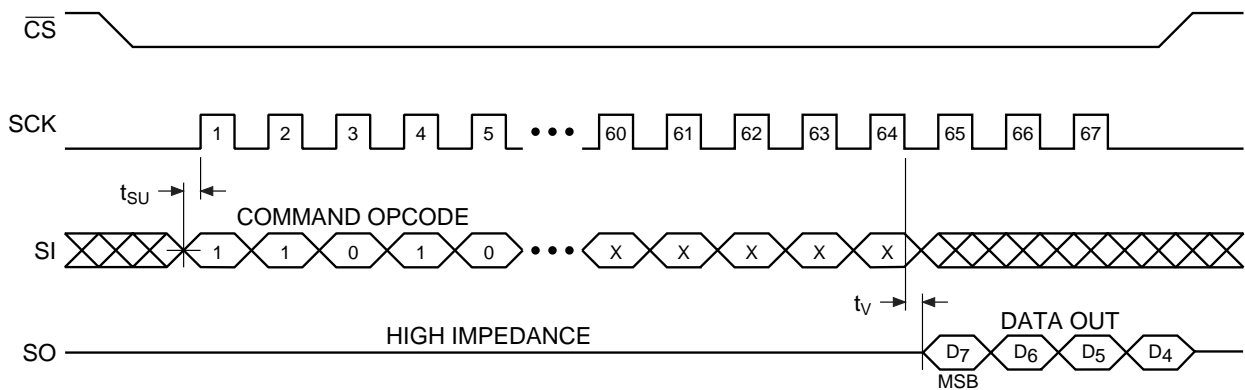 CS
SCK 1 2 3 4 5 ••• 60 61 62 63 64 65 66 67
tSU
COMMAND OPCODE
SI 1 1 0 1 0 ••• X X X X X
tV
HIGH IMPEDANCE
DATA OUT
SO D7 D6 D5 D4
MSB